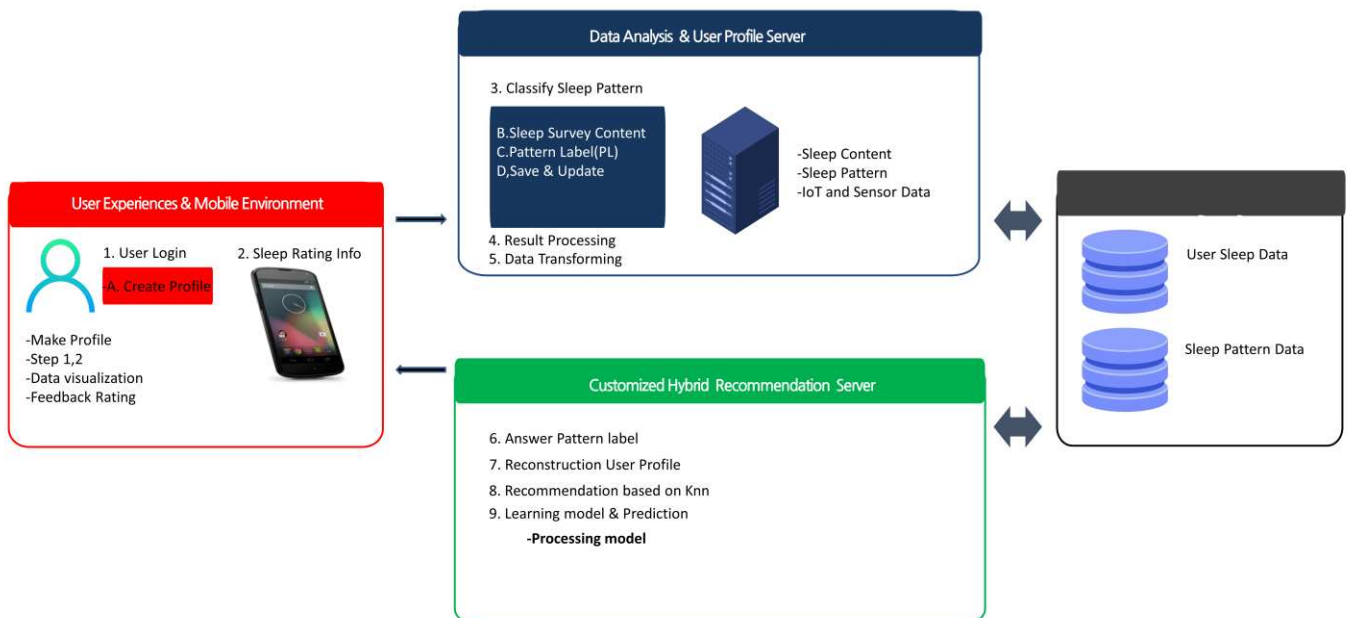 Data Analysis & User Profile Server
3. Classify Sleep Pattern
B.Sleep Survey Content
C.Pattern Label(PL)
D,Save & Update
-Sleep Content
-Sleep Pattern
-IoT and Sensor Data
4. Result Processing
5. Data Transforming
User Experiences & Mobile Environment
1. User Login
2. Sleep Rating Info
-A. Create Profile
-Make Profile
-Step 1,2
-Data visualization
-Feedback Rating
User Sleep Data
Sleep Pattern Data
Customized Hybrid Recommendation Server
6. Answer Pattern label
7. Reconstruction User Profile
8. Recommendation based on Knn
9. Learning model & Prediction
-Processing model